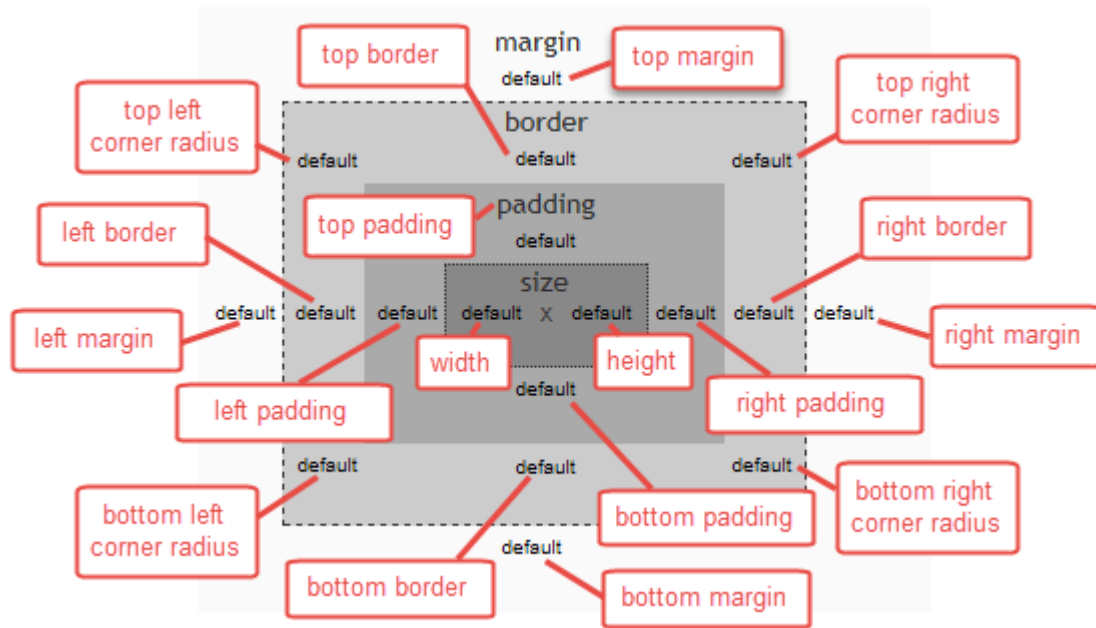 margin
top border
top margin
default
top left
corner radius
top right
corner radius
border
default
default
default
top padding
padding
left border
right border
default
size
default
default
default
default
x
default
default
default
default
left margin
right margin
width
height
default
left padding
right padding
default
default
default
bottom left
corner radius
bottom padding
bottom right
corner radius
default
bottom border
bottom margin